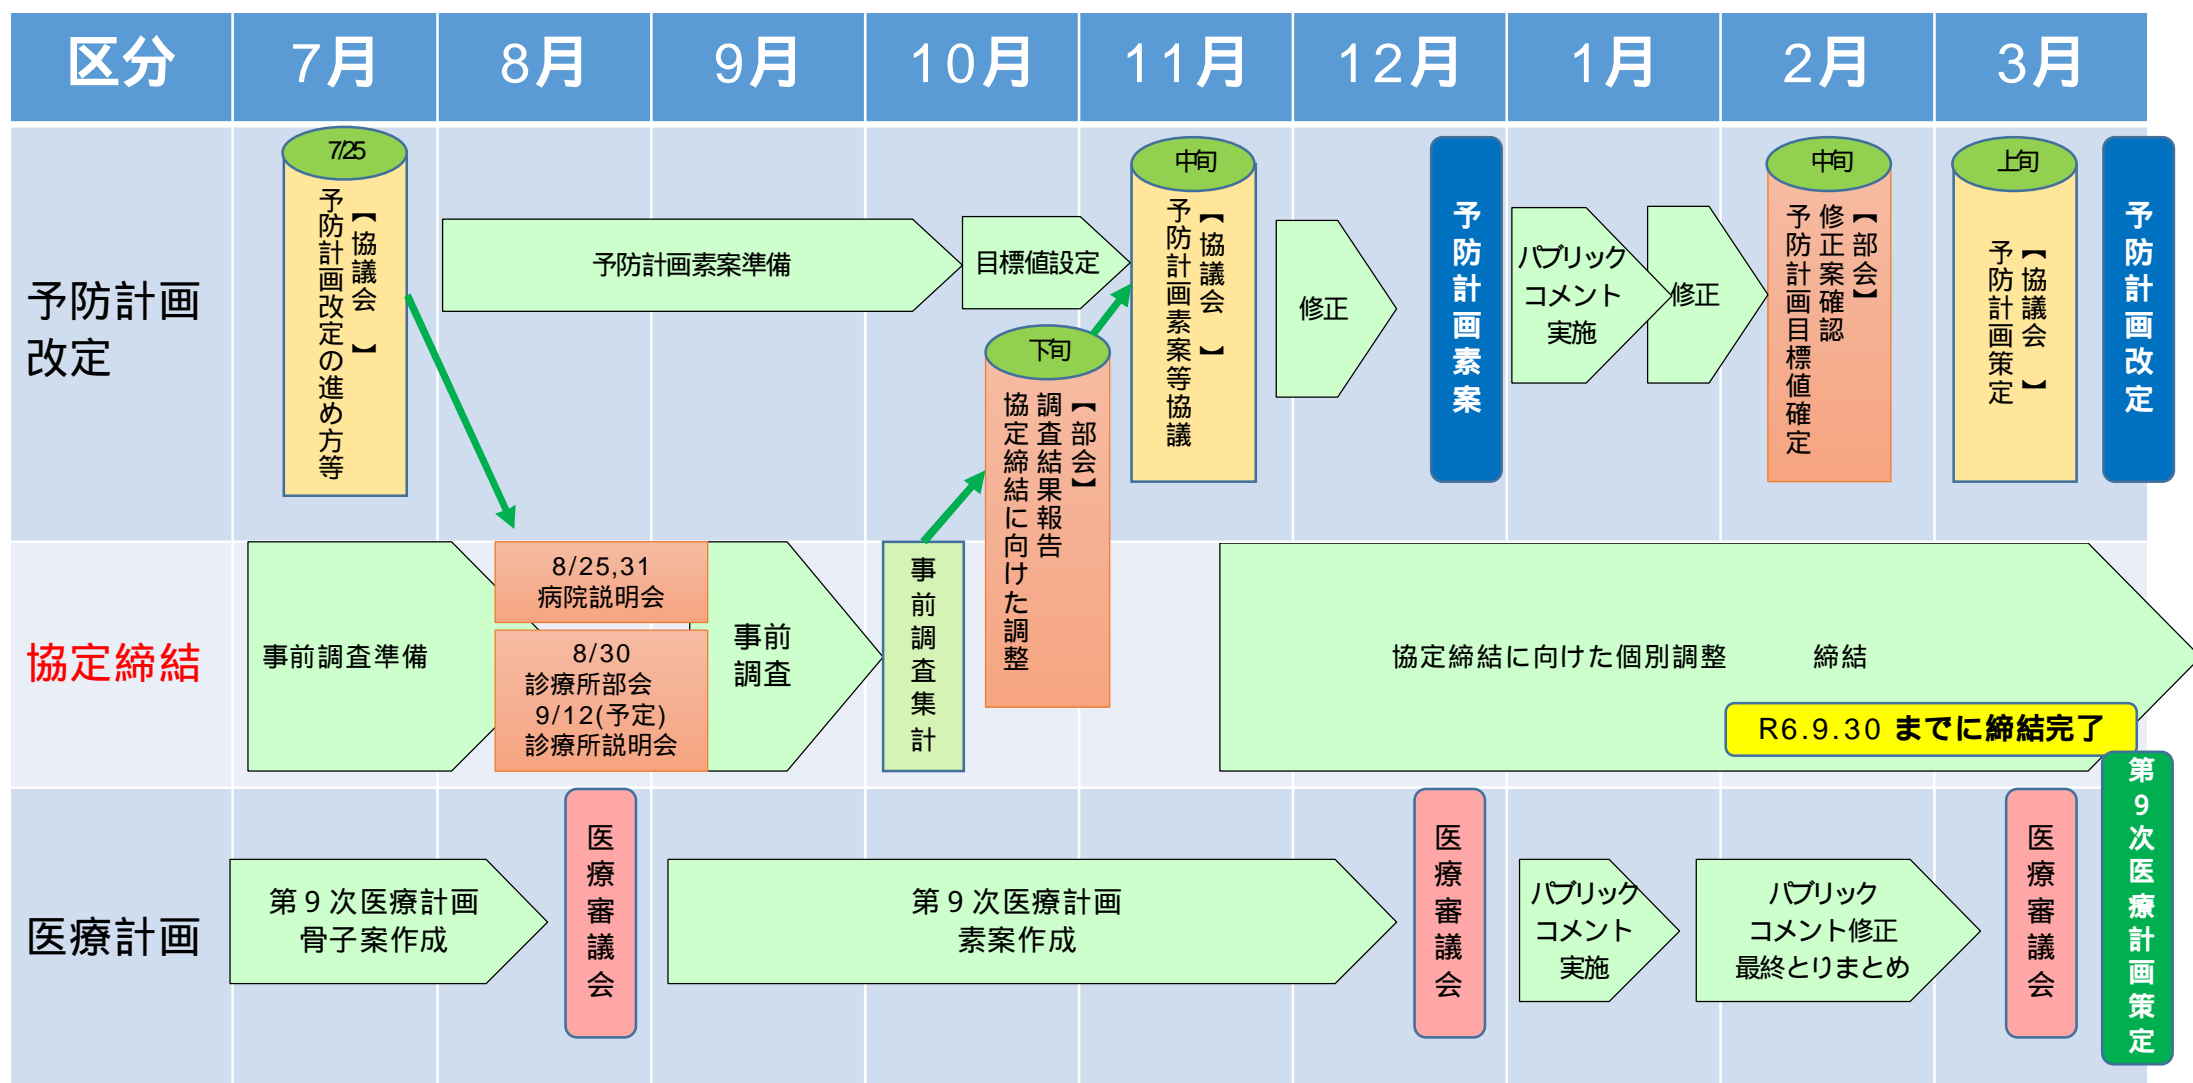 区分
7月
8月
9月
10月
11月
12月
1月
2月
3月
予防計画
改定
7/25
【協議会】
予防計画改定の進め方等
予防計画素案準備
目標値設定
下旬
【部会】
調査結果報告
協定締結に向けた調整
中旬
【協議会】
予防計画素案等協議
修正
予防計画素案
パブリック
コメント
実施
修正
中旬
【部会】
修正案確認
予防計画目標値確定
上旬
【協議会】
予防計画策定
予防計画改定
協定締結
事前調査準備
8/25,31
病院説明会
8/30
診療所部会
9/12(予定)
診療所説明会
事前
調査
事前調査集計
協定締結に向けた個別調整 締結
R6.9.30 までに締結完了
医療計画
第9次医療計画
骨子案作成
医療審議会
第9次医療計画
素案作成
医療審議会
パブリック
コメント
実施
パブリック
コメント修正
最終とりまとめ
医療審議会
第9次医療計画策定